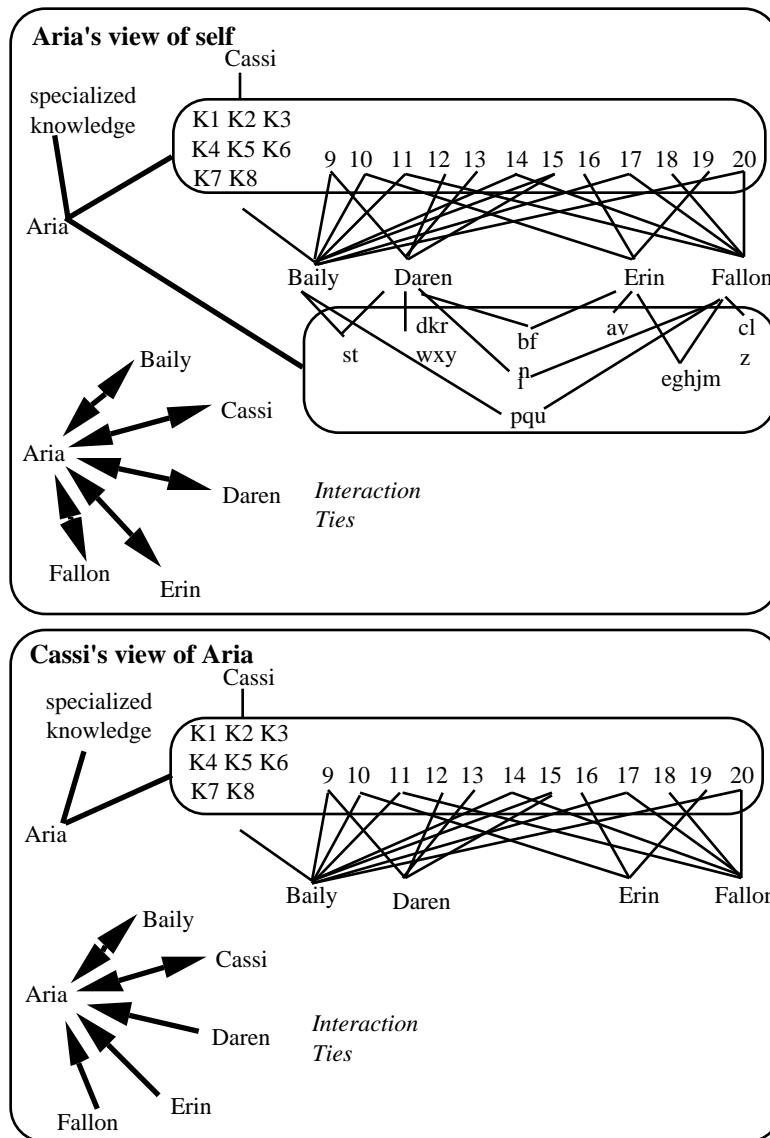 Aria's view of self
Cassi
specialized
knowledge
K1 K2 K3
K4 K5 K6
K7 K8
9 10 11 12 13 14 15 16 17 18 19 20
Aria
Baily Daren Erin Fallon
dkr
wxy
st
bf
av
cl
z
n
eghjm
pqu
Baily
Cassi
Aria
Daren
Fallon
Erin
Interaction
Ties
Cassi's view of Aria
Cassi
specialized
knowledge
K1 K2 K3
K4 K5 K6
K7 K8
9 10 11 12 13 14 15 16 17 18 19 20
Aria
Baily Daren Erin Fallon
Baily
Cassi
Aria
Daren
Erin
Fallon
Interaction
Ties